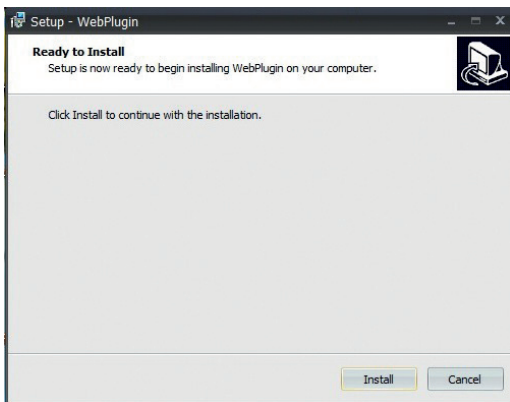 Setup - WebPlugin
Ready to Install
Setup is now ready to begin installing WebPlugin on your computer.
Click Install to continue with the installation.
Install
Cancel